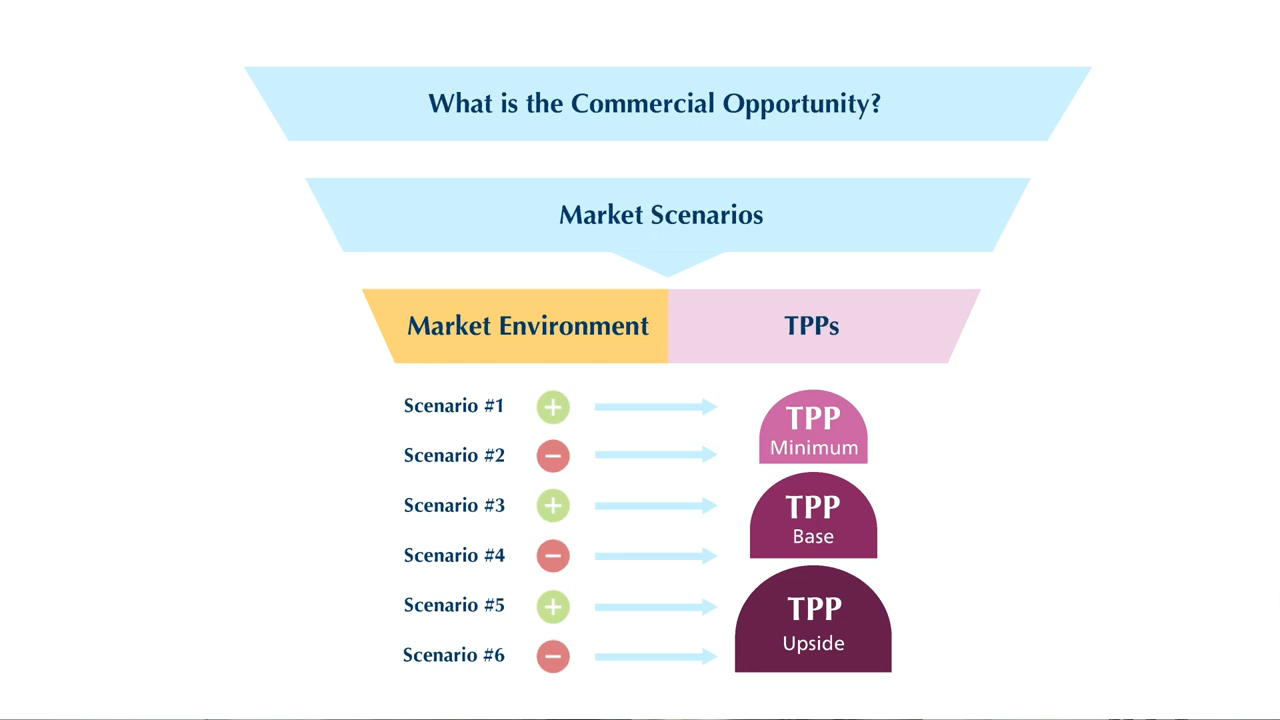 What is the Commercial Opportunity?
Market Scenarios
Market Environment
TPPs
Scenario #1
TPP
Minimum
Scenario #2
Scenario #3
TPP
Base
Scenario #4
Scenario #5
TPP
Upside
Scenario #6